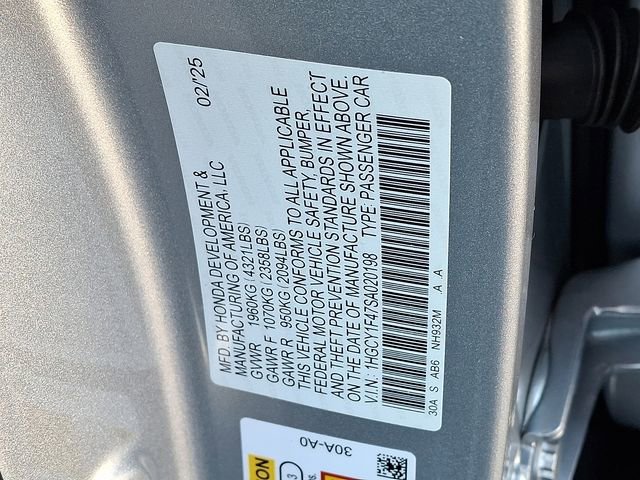 MFD. BY HONDA DEVELOPMENT & 02/'25
MANUFACTURING OF AMERICA, LLC
GVWR 1960KG (4321LBS)
GAWR F 1070KG (2358LBS)
GAWR R 950KG (2094LBS)
THIS VEHICLE CONFORMS TO ALL APPLICABLE
FEDERAL MOTOR VEHICLE SAFETY, BUMPER,
AND THEFT PREVENTION STANDARDS IN EFFECT
ON THE DATE OF MANUFACTURE SHOWN ABOVE.
V.I.N.: 1HGCY1F47SA020198 TYPE: PASSENGER CAR
30A S AB6 NH932M A A
30A-A0
ION
3